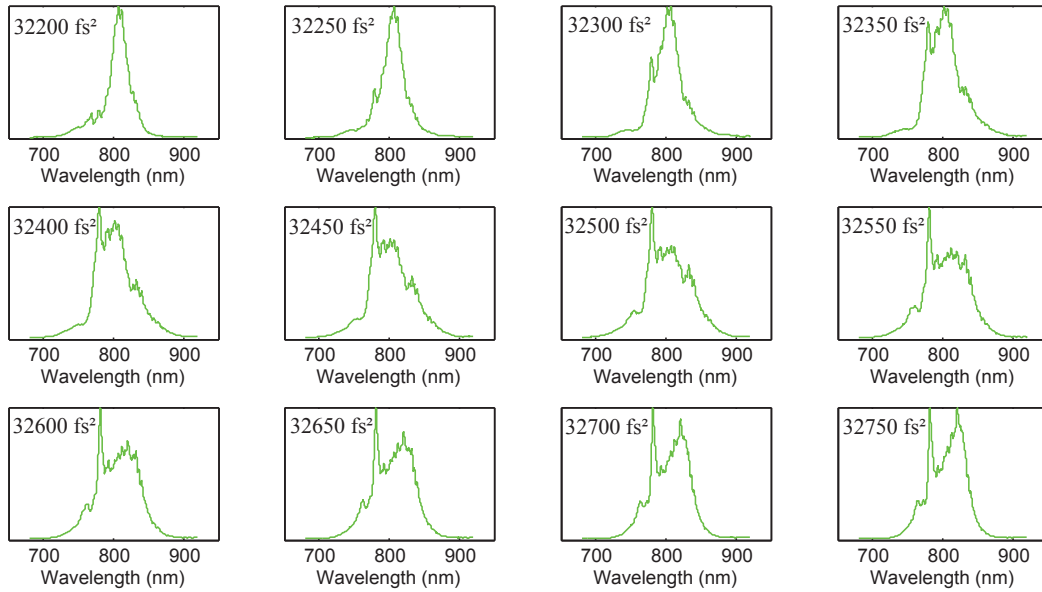 32200 fs² 32250 fs² 32300 fs² 32350 fs²
700 800 900 700 800 900 700 800 900 700 800 900
Wavelength (nm) Wavelength (nm) Wavelength (nm) Wavelength (nm)
32400 fs² 32450 fs² 32500 fs² 32550 fs²
700 800 900 700 800 900 700 800 900 700 800 900
Wavelength (nm) Wavelength (nm) Wavelength (nm) Wavelength (nm)
32600 fs² 32650 fs² 32700 fs² 32750 fs²
700 800 900 700 800 900 700 800 900 700 800 900
Wavelength (nm) Wavelength (nm) Wavelength (nm) Wavelength (nm)